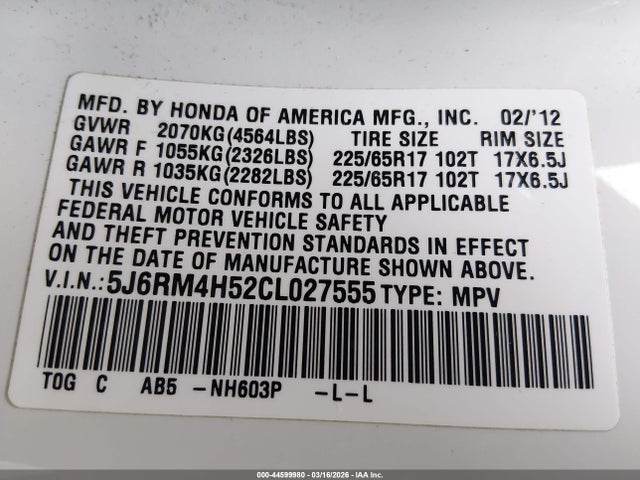 MFD. BY HONDA OF AMERICA MFG., INC. 02/'12
GVWR 2070KG(4564LBS) TIRE SIZE RIM SIZE
GAWR F 1055KG(2326LBS) 225/65R17 102T 17X6.5J
GAWR R 1035KG(2282LBS) 225/65R17 102T 17X6.5J
THIS VEHICLE CONFORMS TO ALL APPLICABLE
FEDERAL MOTOR VEHICLE SAFETY
AND THEFT PREVENTION STANDARDS IN EFFECT
ON THE DATE OF MANUFACTURE SHOWN ABOVE.
V.I.N.: 5J6RM4H52CL027555 TYPE: MPV
TOG C AB5 -NH603P -L-L
000-44599980 - 03/16/2026 - IAA Inc.